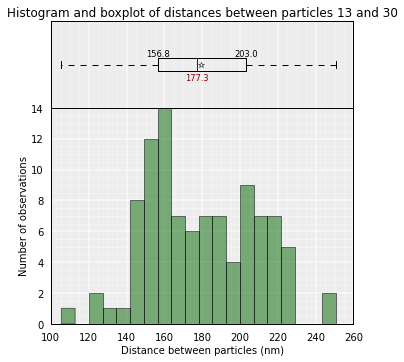 Histogram and boxplot of distances between particles 13 and 30
156.8 203.0
177.3
14
12
10
8
6
4
2
0
Number of observations
100 120 140 160 180 200 220 240 260
Distance between particles (nm)